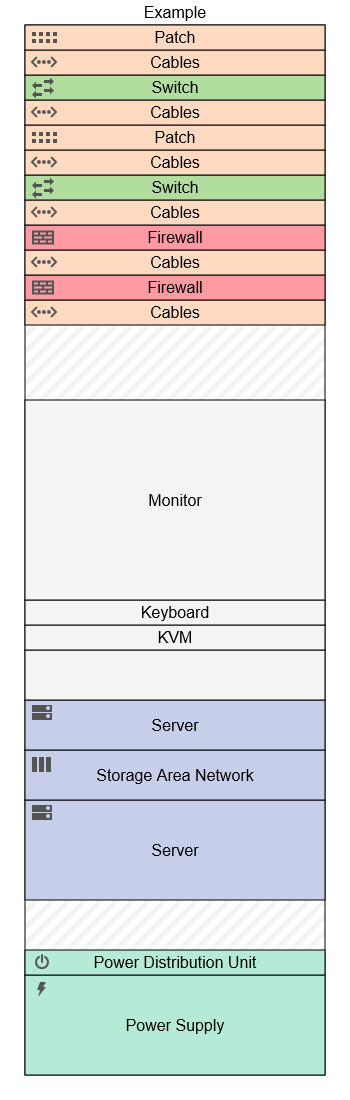 Example
Patch
Cables
Switch
Cables
Patch
Cables
Switch
Cables
Firewall
Cables
Firewall
Cables
Monitor
Keyboard
KVM
Server
Storage Area Network
Server
Power Distribution Unit
Power Supply